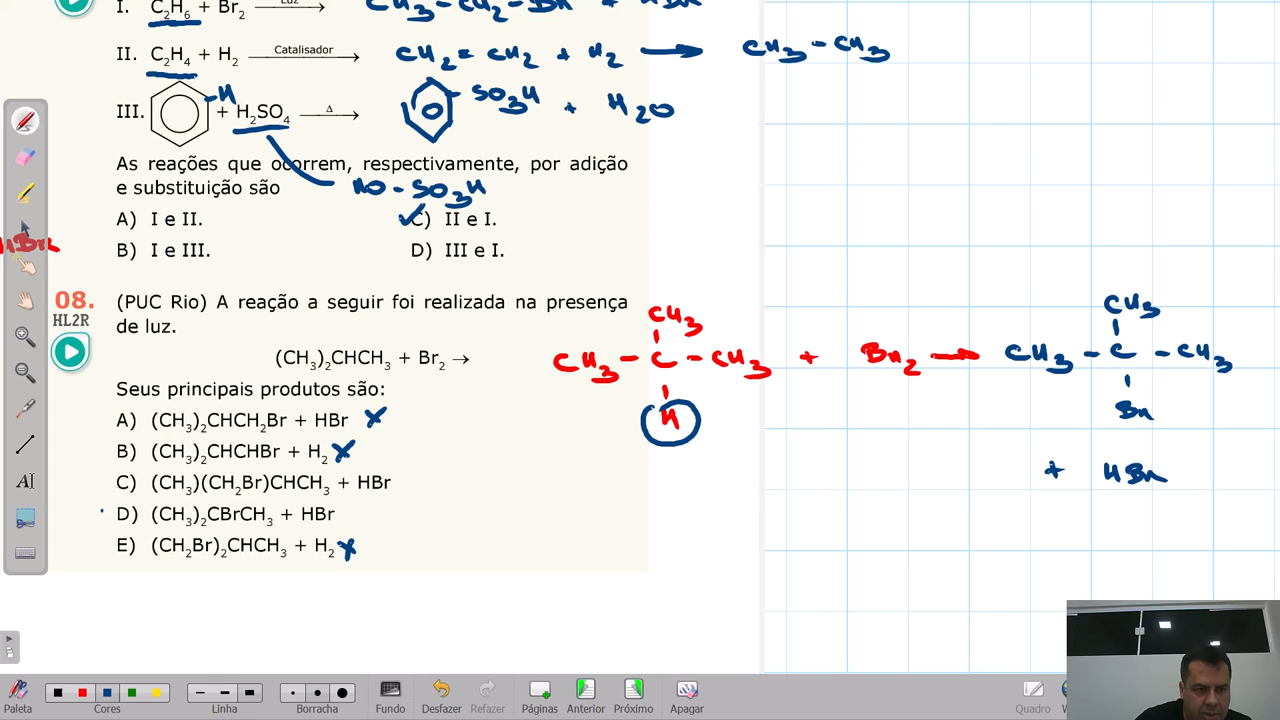 I. C₂H₆ + Br₂ —Luz→ CH₃-CH₂-Br + HBr
II. C₂H₄ + H₂ —Catalisador→ CH₂=CH₂ + H₂ → CH₃-CH₃
III. -H + H₂SO₄ —Δ→ -SO₃H + H₂O
As reações que ocorrem, respectivamente, por adição
e substituição são HO-SO₃H
A) I e II. C) II e I.
B) I e III. D) III e I.
HBr
08. (PUC Rio) A reação a seguir foi realizada na presença
HL2R de luz.
(CH₃)₂CHCH₃ + Br₂ →
Seus principais produtos são:
A) (CH₃)₂CHCH₂Br + HBr x
B) (CH₃)₂CHCHBr + H₂ x
C) (CH₃)(CH₂Br)CHCH₃ + HBr
D) (CH₃)₂CBrCH₃ + HBr
E) (CH₂Br)₂CHCH₃ + H₂ x
CH₃
CH₃-C-CH₃ + Br₂ →
H
CH₃
CH₃-C-CH₃
Br
+ HBr
AI
Paleta Cores Linha Borracha Fundo Desfazer Refazer Páginas Anterior Próximo Apagar Quadro